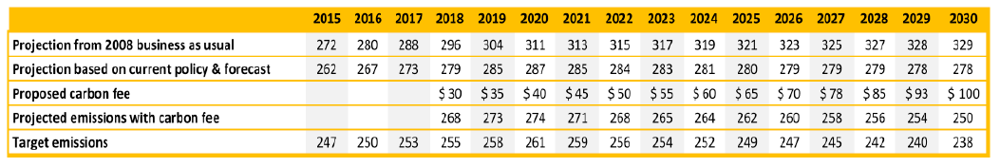 2015 2016 2017 2018 2019 2020 2021 2022 2023 2024 2025 2026 2027 2028 2029 2030
Projection from 2008 business as usual 272 280 288 296 304 311 313 315 317 319 321 323 325 327 328 329
Projection based on current policy & forecast 262 267 273 279 285 287 285 284 283 281 280 279 279 279 278 278
Proposed carbon fee $ 30 $ 35 $ 40 $ 45 $ 50 $ 55 $ 60 $ 65 $ 70 $ 78 $ 85 $ 93 $ 100
Projected emissions with carbon fee 268 273 274 271 268 265 264 262 260 258 256 254 250
Target emissions 247 250 253 255 258 261 259 256 254 252 249 247 245 242 240 238